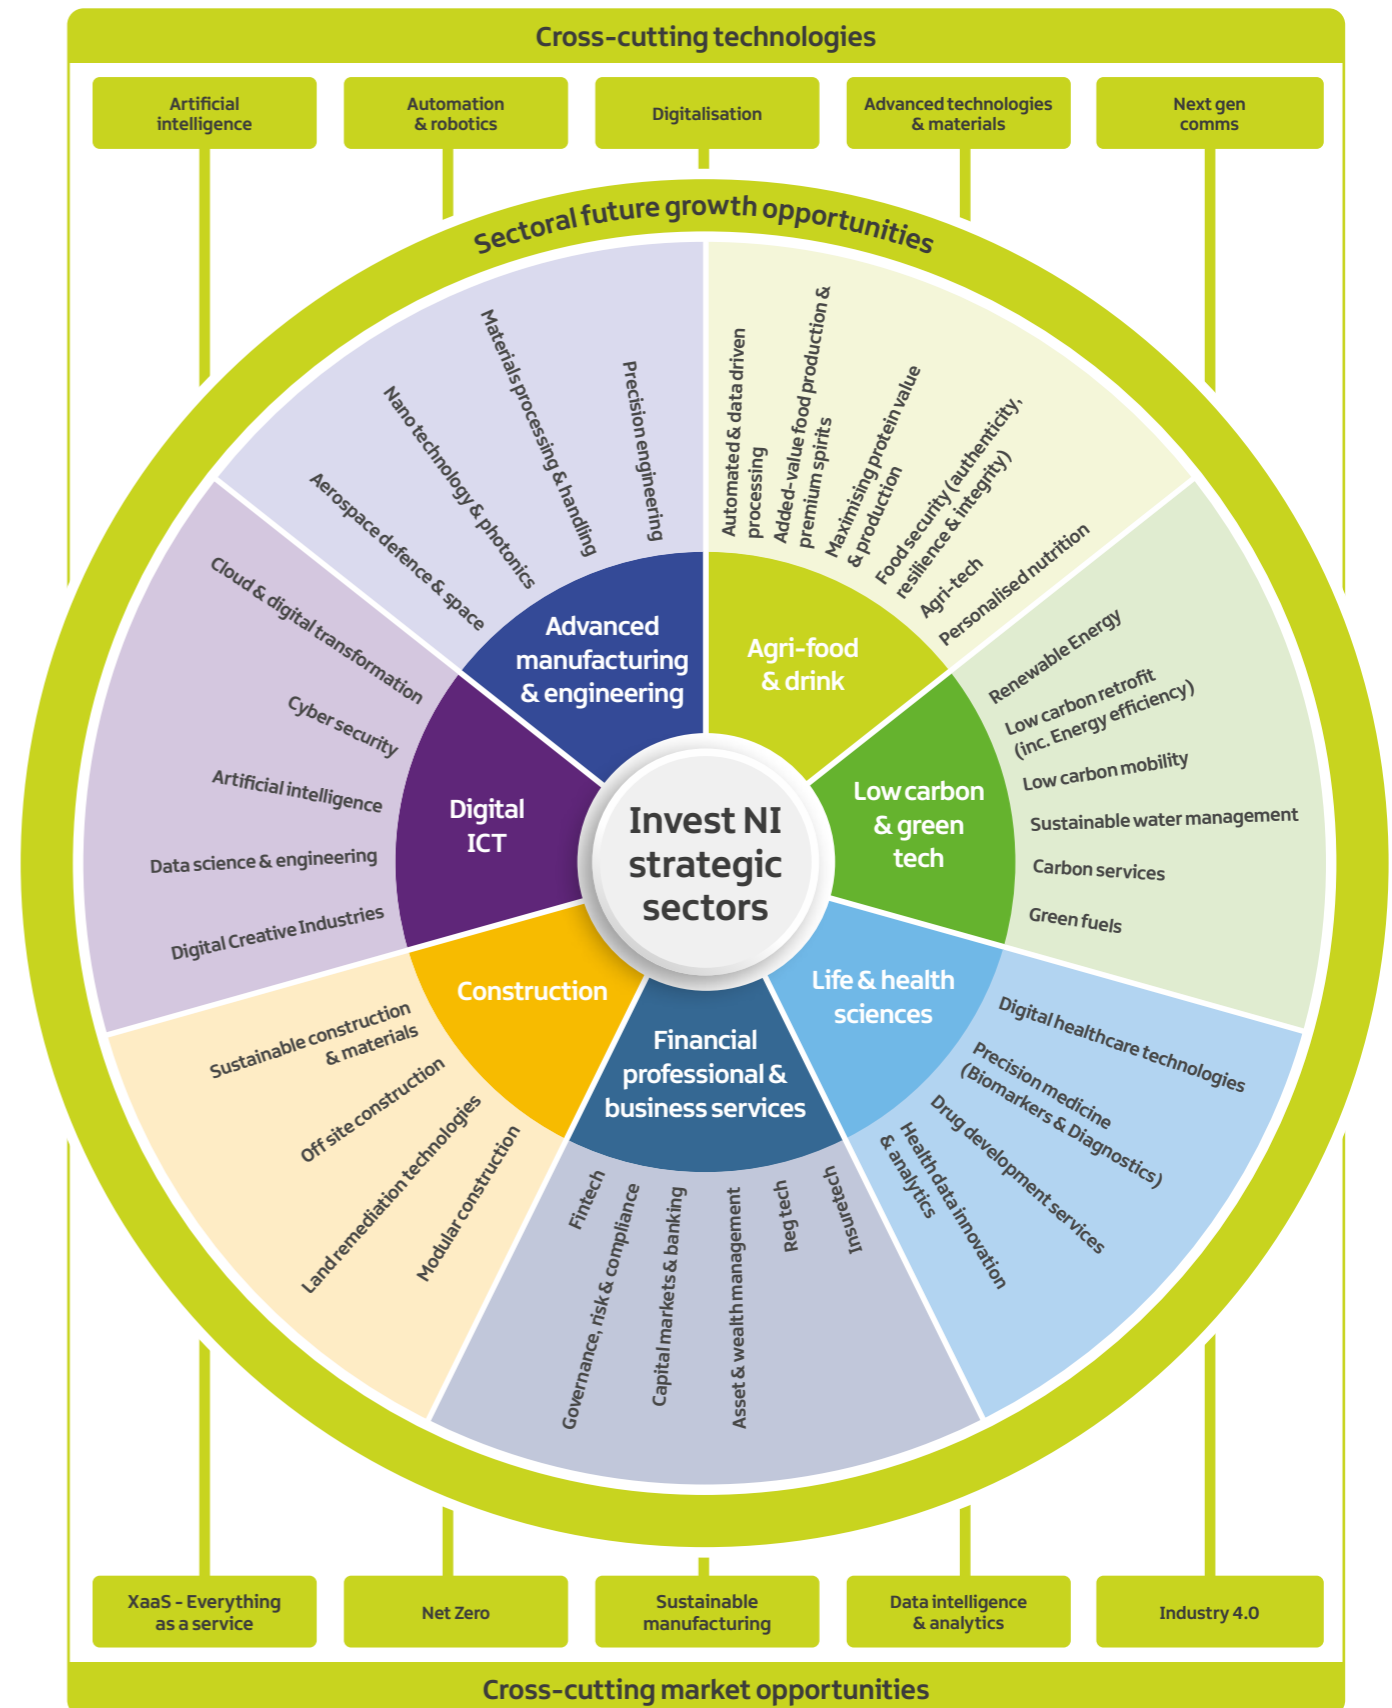 Cross-cutting technologies
Artificial
intelligence
Automation
& robotics
Digitalisation
Advanced technologies
& materials
Next gen
comms
Sectoral future growth opportunities
Invest NI
strategic
sectors
Agri-food
& drink
Automated & data driven
processing
Added-value food production &
premium spirits
Maximising protein value
& production
Food security (authenticity,
resilience & integrity)
Agri-tech
Personalised nutrition
Low carbon
& green
tech
Renewable Energy
Low carbon retrofit
(inc. Energy efficiency)
Low carbon mobility
Sustainable water management
Carbon services
Green fuels
Life & health
sciences
Digital healthcare technologies
Precision medicine
(Biomarkers & Diagnostics)
Drug development services
Health data innovation
& analytics
Financial
professional &
business services
Insuretech
Reg tech
Asset & wealth management
Capital markets & banking
Governance, risk & compliance
Fintech
Construction
Modular construction
Land remediation technologies
Off site construction
Sustainable construction
& materials
Digital
ICT
Digital Creative Industries
Data science & engineering
Artificial intelligence
Cyber security
Cloud & digital transformation
Advanced
manufacturing
& engineering
Aerospace defence & space
Nano technology & photonics
Materials processing & handling
Precision engineering
XaaS - Everything
as a service
Net Zero
Sustainable
manufacturing
Data intelligence
& analytics
Industry 4.0
Cross-cutting market opportunities